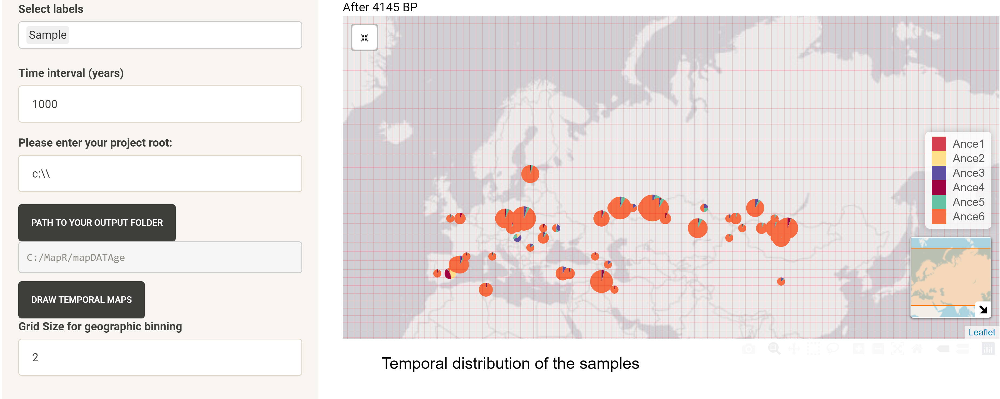 Select labels
Sample
Time interval (years)
1000
Please enter your project root:
c:\\
PATH TO YOUR OUTPUT FOLDER
C:/MapR/mapDATAge
DRAW TEMPORAL MAPS
Grid Size for geographic binning
2
After 4145 BP
Ance1
Ance2
Ance3
Ance4
Ance5
Ance6
Leaflet
Temporal distribution of the samples